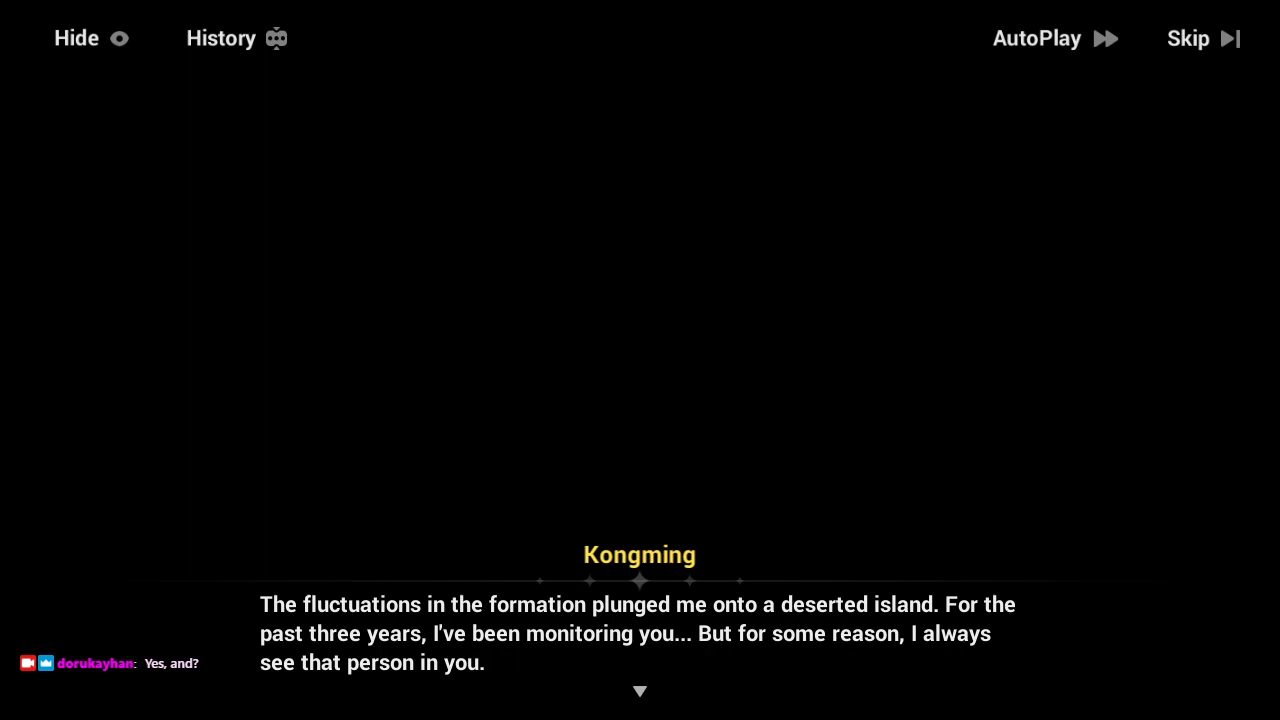 Hide
History
AutoPlay
Skip
Kongming
The fluctuations in the formation plunged me onto a deserted island. For the
past three years, I've been monitoring you... But for some reason, I always
see that person in you.
dorukayhan: Yes, and?